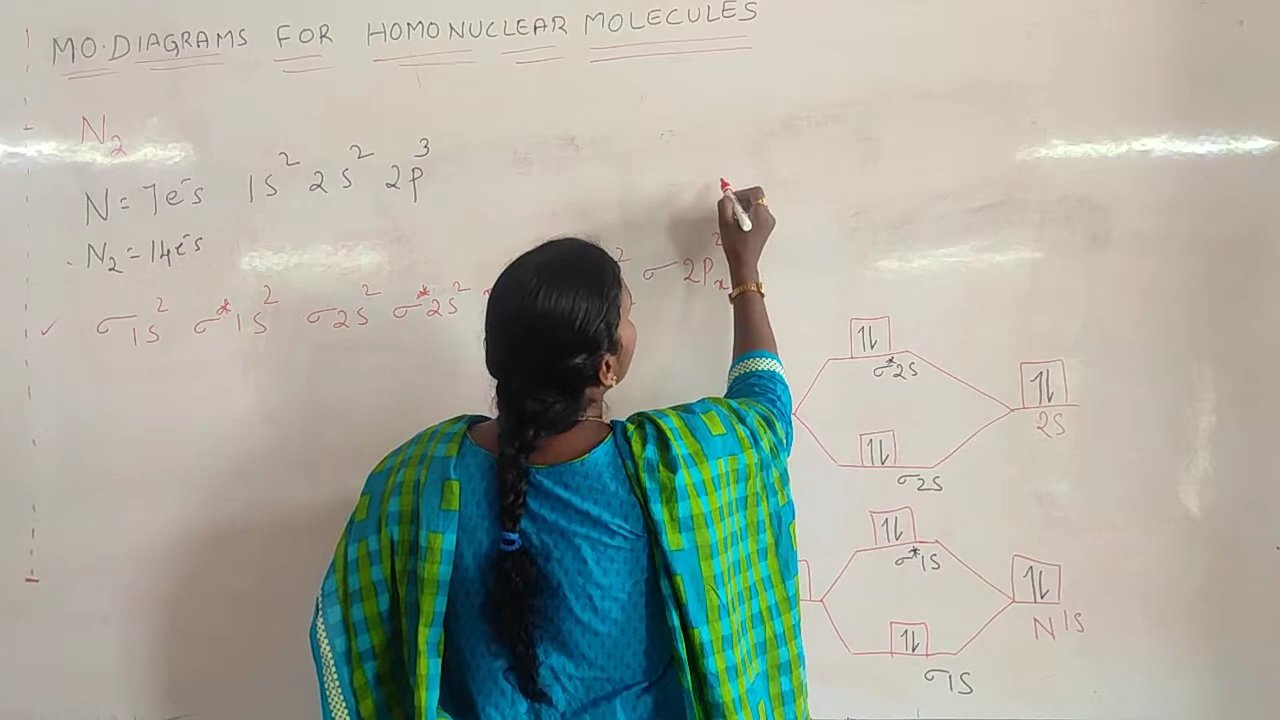 MO.DIAGRAMS FOR HOMONUCLEAR MOLECULES
N₂
N = 7e⁻s 1s² 2s² 2p³
N₂ = 14e⁻s
✓ σ1s² σ*1s² σ2s² σ*2s² ² σ2Pₓ²
σ*2s
2s
σ2s
σ*1s
N 1s
σ1s